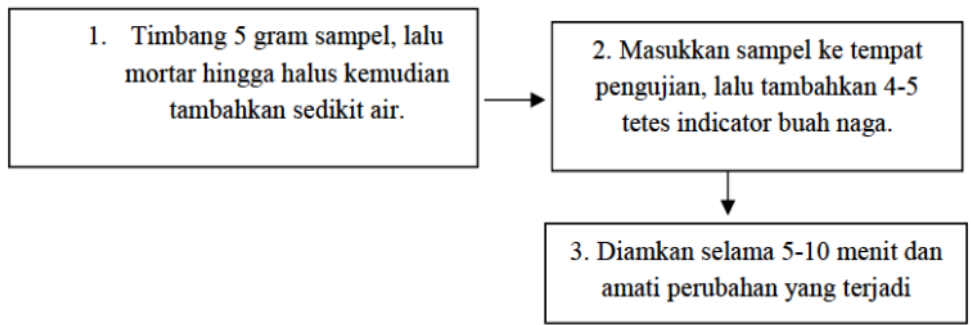 1. Timbang 5 gram sampel, lalu
mortar hingga halus kemudian
tambahkan sedikit air.
2. Masukkan sampel ke tempat
pengujian, lalu tambahkan 4-5
tetes indicator buah naga.
3. Diamkan selama 5-10 menit dan
amati perubahan yang terjadi